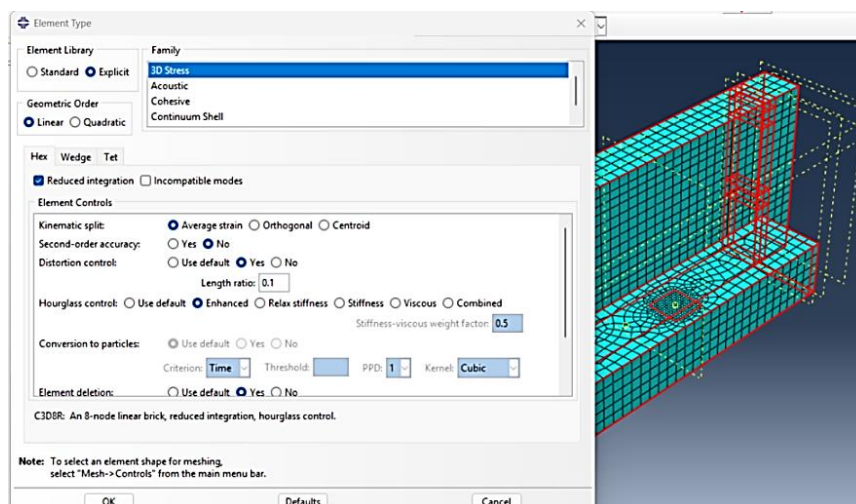 Element Type
Element Library
Standard Explicit
Family
3D Stress
Acoustic
Cohesive
Continuum Shell
Geometric Order
Linear Quadratic
Hex Wedge Tet
Reduced integration Incompatible modes
Element Controls
Kinematic split: Average strain Orthogonal Centroid
Second-order accuracy: Yes No
Distortion control: Use default Yes No
Length ratio: 0.1
Hourglass control: Use default Enhanced Relax stiffness Stiffness Viscous Combined
Stiffness-viscous weight factor: 0.5
Conversion to particles: Use default Yes No
Criterion: Time Threshold: PPD: 1 Kernel: Cubic
Element deletion: Use default Yes No
C3D8R: An 8-node linear brick, reduced integration, hourglass control.
Note: To select an element shape for meshing,
select "Mesh->Controls" from the main menu bar.
OK Defaults Cancel